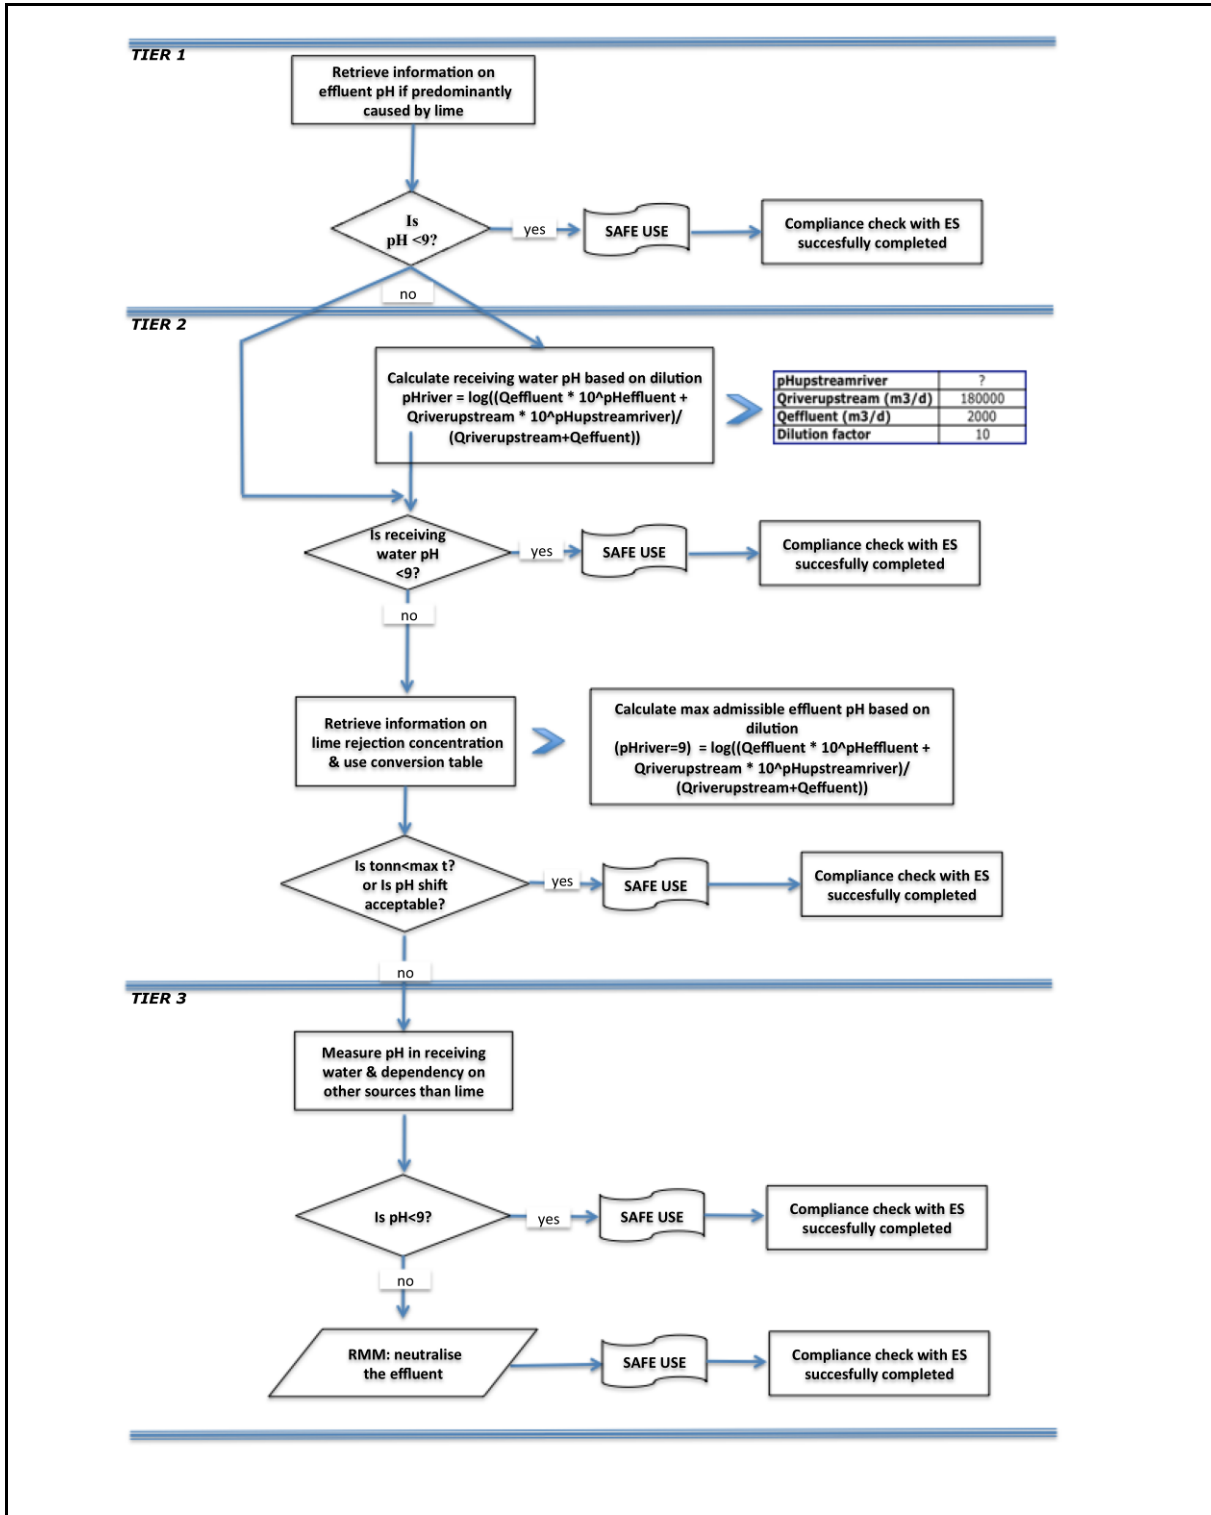 TIER 1
Retrieve information on
effluent pH if predominantly
caused by lime
Is
pH <9?
yes
SAFE USE
Compliance check with ES
succesfully completed
no
TIER 2
Calculate receiving water pH based on dilution
pHriver = log((Qeffluent * 10^pHeffluent +
Qriverupstream * 10^pHupstreamriver)/
(Qriverupstream+Qeffuent))
pHupstreamriver ?
Qriverupstream (m3/d) 180000
Qeffluent (m3/d) 2000
Dilution factor 10
Is receiving
water pH
<9?
yes
SAFE USE
Compliance check with ES
succesfully completed
no
Retrieve information on
lime rejection concentration
& use conversion table
Calculate max admissible effluent pH based on
dilution
(pHriver=9) = log((Qeffluent * 10^pHeffluent +
Qriverupstream * 10^pHupstreamriver)/
(Qriverupstream+Qeffuent))
Is tonn<max t?
or Is pH shift
acceptable?
yes
SAFE USE
Compliance check with ES
succesfully completed
no
TIER 3
Measure pH in receiving
water & dependency on
other sources than lime
Is pH<9?
yes
SAFE USE
Compliance check with ES
succesfully completed
no
RMM: neutralise
the effluent
SAFE USE
Compliance check with ES
succesfully completed